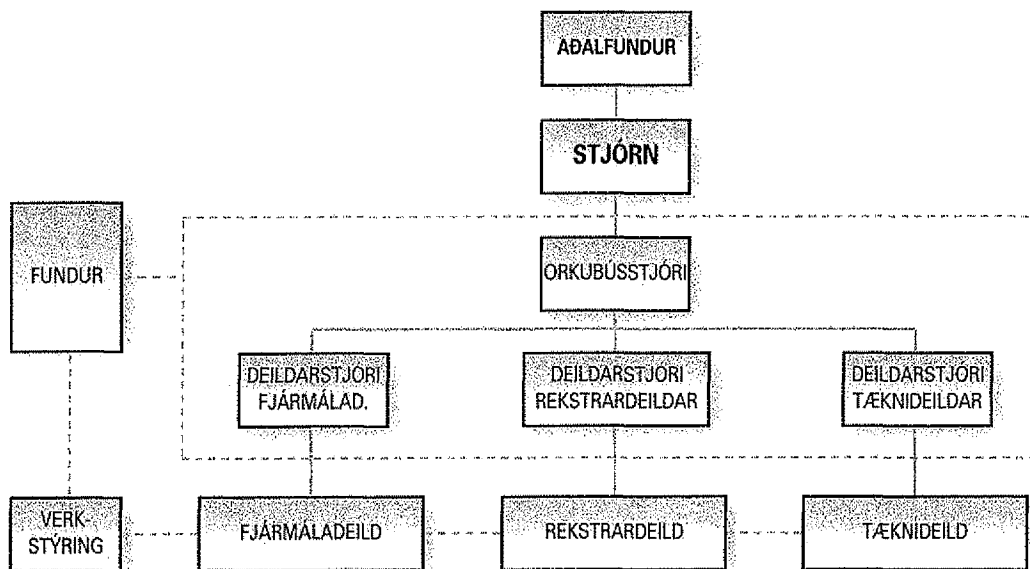 AÐALFUNDUR
STJÓRN
FUNDUR
ORKUBÚSSTJÓRI
DEILDARSTJÓRI
FJÁRMÁLAD.
DEILDARSTJÓRI
REKSTRARDEILDAR
DEILDARSTJÓRI
TÆKNIDEILDAR
VERK-
STÝRING
FJÁRMÁLADEILD
REKSTRARDEILD
TÆKNIDEILD